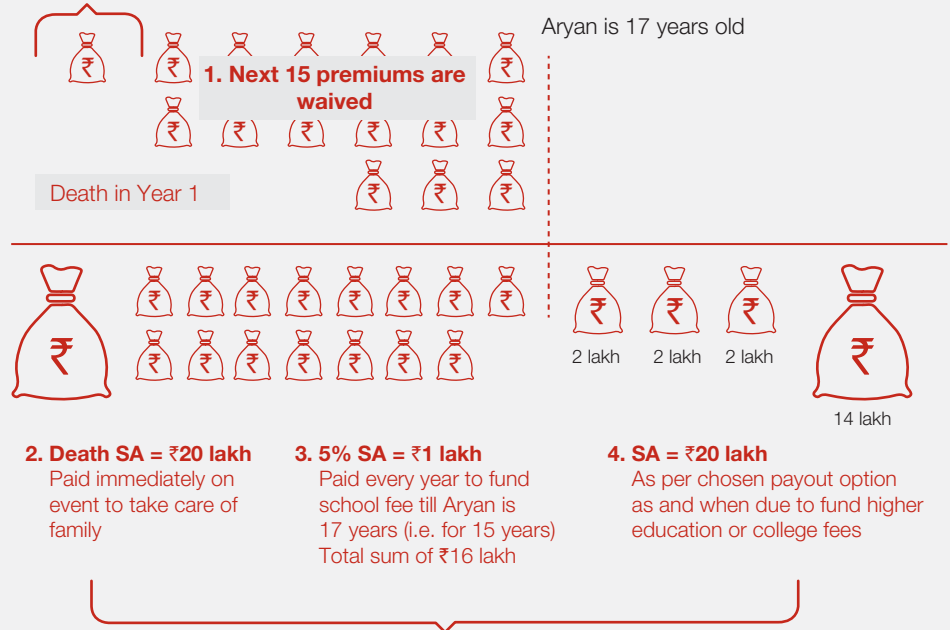 Aryan is 17 years old
₹
₹ ₹ ₹ ₹ ₹ ₹
1. Next 15 premiums are
waived
₹ ₹ ₹ ₹ ₹ ₹
Death in Year 1
₹ ₹ ₹
₹
₹ ₹ ₹ ₹ ₹ ₹ ₹ ₹
₹ ₹ ₹ ₹ ₹ ₹ ₹
₹ ₹ ₹
2 lakh 2 lakh 2 lakh
₹
14 lakh
2. Death SA = ₹20 lakh
Paid immediately on
event to take care of
family
3. 5% SA = ₹1 lakh
Paid every year to fund
school fee till Aryan is
17 years (i.e. for 15 years)
Total sum of ₹16 lakh
4. SA = ₹20 lakh
As per chosen payout option
as and when due to fund higher
education or college fees